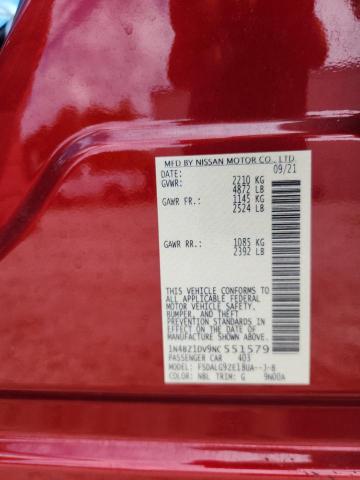 MFD BY NISSAN MOTOR CO., LTD.
DATE: 09/21
GVWR: 2210 KG
4872 LB
GAWR FR.: 1145 KG
2524 LB
GAWR RR.: 1085 KG
2392 LB
THIS VEHICLE CONFORMS TO
ALL APPLICABLE FEDERAL
MOTOR VEHICLE SAFETY,
BUMPER, AND THEFT
PREVENTION STANDARDS IN
EFFECT ON THE DATE OF
MANUFACTURE SHOWN ABOVE.
1N4BZ1DV9NC 551579
PASSENGER CAR 403
MODEL: FSDALG9ZE1BUA--J-B
COLOR: NBL TRIM: G 9N00A